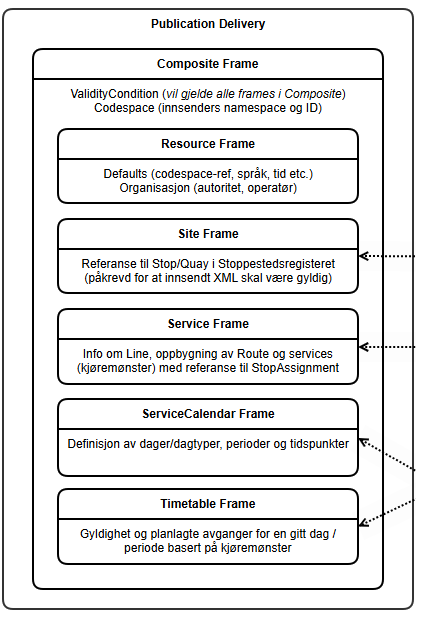 Publication Delivery
Composite Frame
ValidityCondition (vil gjelde alle frames i Composite)
Codespace (innsenders namespace og ID)
Resource Frame
Defaults (codespace-ref, språk, tid etc.)
Organisasjon (autoritet, operatør)
Site Frame
Referanse til Stop/Quay i Stoppestedsregisteret
(påkrevd for at innsendt XML skal være gyldig)
Service Frame
Info om Line, oppbygning av Route og services
(kjøremønster) med referanse til StopAssignment
ServiceCalendar Frame
Definisjon av dager/dagtyper, perioder og tidspunkter
Timetable Frame
Gyldighet og planlagte avganger for en gitt dag /
periode basert på kjøremønster